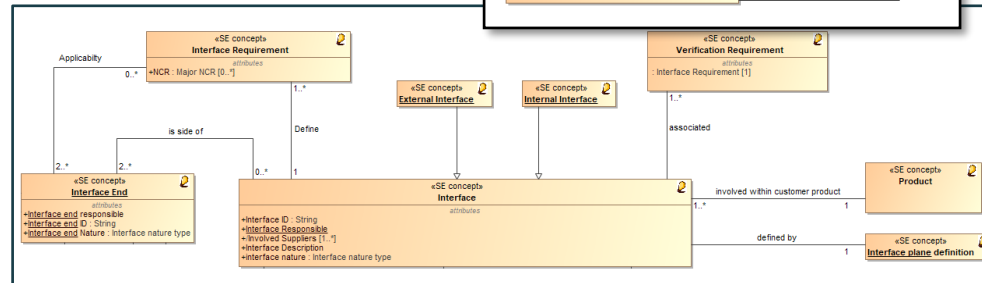 «SE concept»
Interface Requirement
attributes
+NCR : Major NCR [0..*]
«SE concept»
Verification Requirement
attributes
: Interface Requirement [1]
Applicabilty
0..*
1..*
«SE concept»
External Interface
«SE concept»
Internal Interface
1..*
is side of
Define
associated
2..*
2..*
0..*
1
«SE concept»
Interface End
attributes
+Interface end responsible
+Interface end ID : String
+Interface end Nature : Interface nature type
«SE concept»
Interface
attributes
+Interface ID : String
+Interface Responsible
+/Involved Suppliers [1..*]
+Interface Description
+interface nature : Interface nature type
involved within customer product
1..*
1
«SE concept»
Product
defined by
1
«SE concept»
Interface plane definition